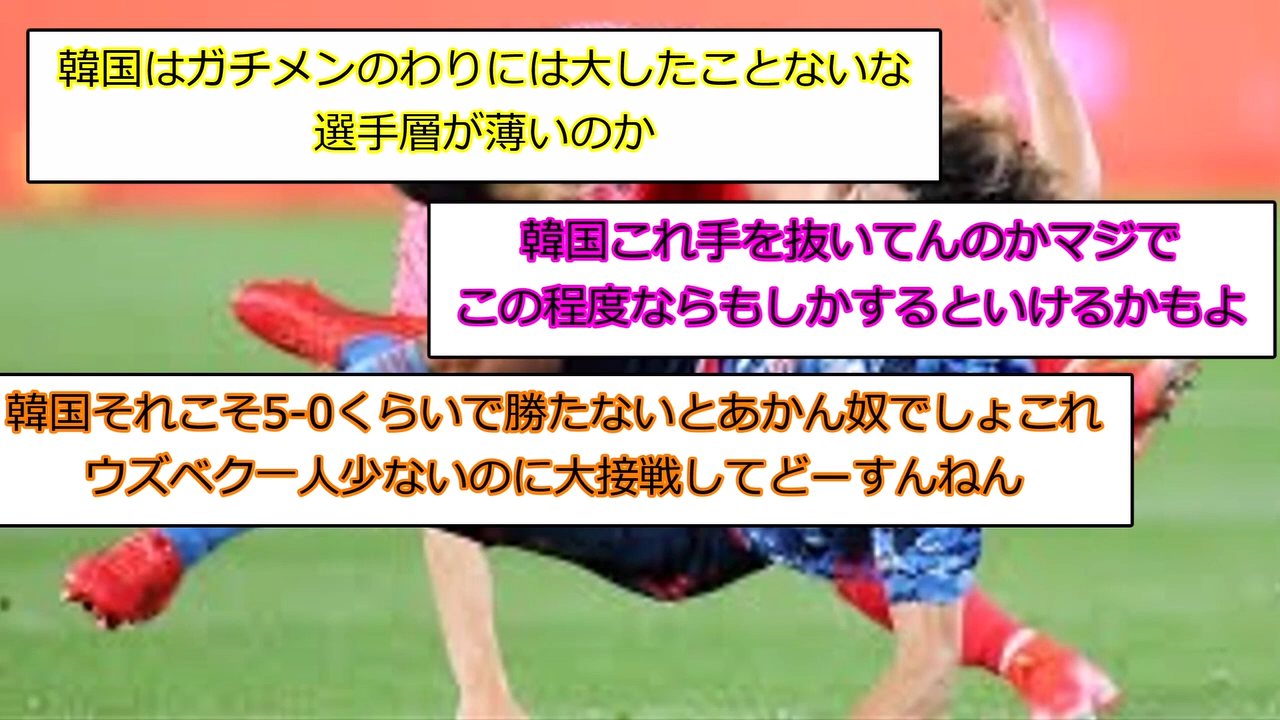 韓国はガチメンのわりには大したことないな
選手層が薄いのか
韓国これ手を抜いてんのかマジで
この程度ならもしかするといけるかもよ
韓国それこそ5-0くらいで勝たないとあかん奴でしょこれ
ウズベク一人少ないのに大接戦してどーすんねん